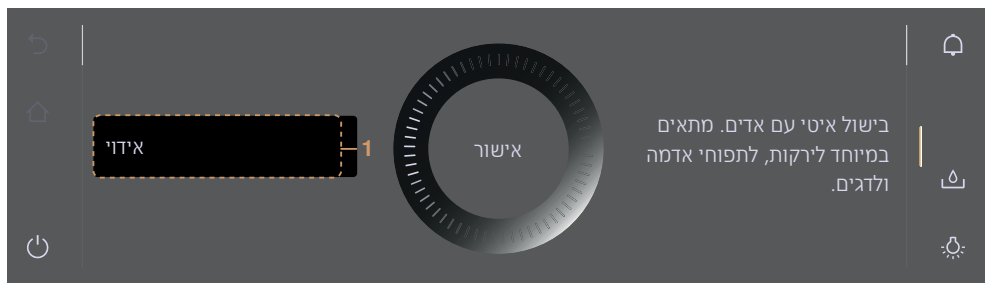 בישול איטי עם אדים. מתאים
במיוחד לירקות, לתפוחי אדמה
ולדגים.
אישור
אידוי
1